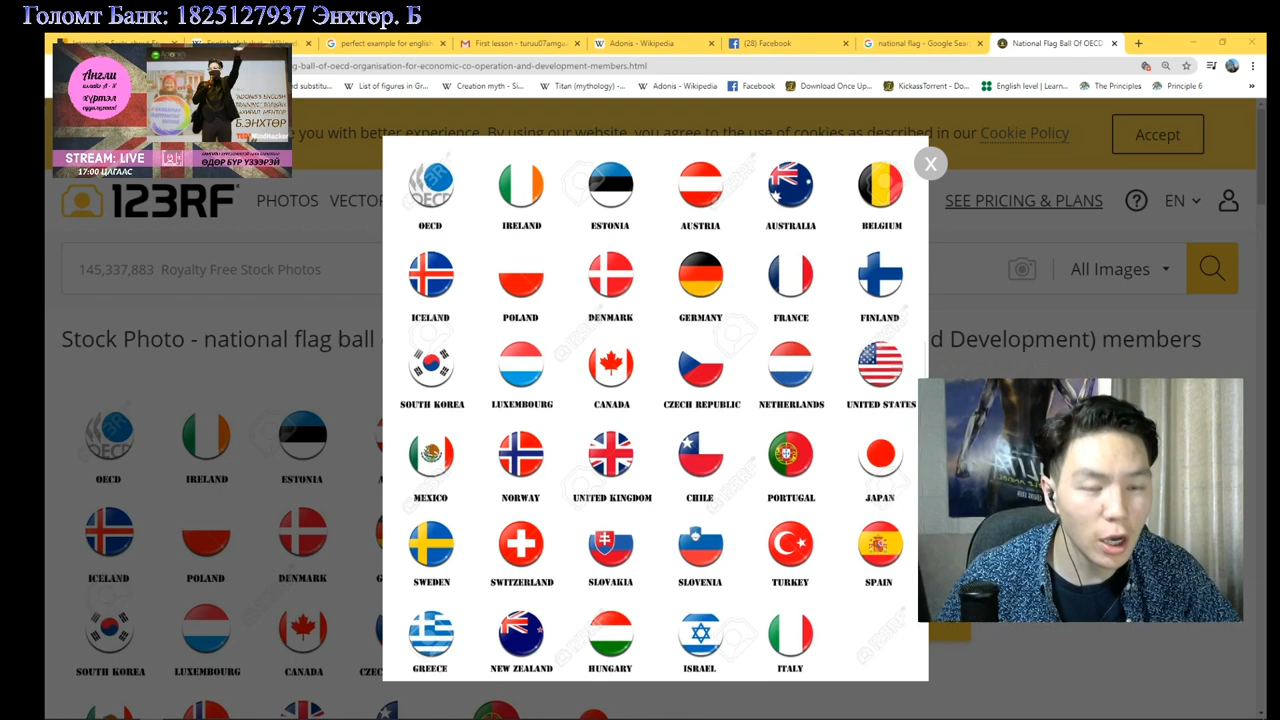 Голомт Банк: 1825127937 Энхтөр. Б
perfect example for english
First lesson - turuu07amga
Adonis - Wikipedia
(28) Facebook
national flag - Google Sea
National Flag Ball Of OECD
g-ball-of-oecd-organisation-for-economic-co-operation-and-development-members.html
d substitu...
List of figures in Gr...
Creation myth - Si...
Titan (mythology) -...
Adonis - Wikipedia
Facebook
Download Once Up...
KickassTorrent - Do...
English level | Learn...
The Principles
Principle 6
Англи
хүртэл
Б.ЭНХТӨР
STREAM: LIVE
17:00 ЦАГААС
ӨДӨР БҮР ҮЗЭЭРЭЙ
you with better experience. By using our website, you agree to the use of cookies as described in our Cookie Policy
Accept
123RF
PHOTOS
VECTOR
SEE PRICING & PLANS
EN
145,337,883 Royalty Free Stock Photos
All Images
Stock Photo - national flag ball
d Development) members
X
OECD
IRELAND
ESTONIA
AUSTRIA
AUSTRALIA
BELGIUM
ICELAND
POLAND
DENMARK
GERMANY
FRANCE
FINLAND
SOUTH KOREA
LUXEMBOURG
CANADA
CZECH REPUBLIC
NETHERLANDS
UNITED STATES
MEXICO
NORWAY
UNITED KINGDOM
CHILE
PORTUGAL
JAPAN
SWEDEN
SWITZERLAND
SLOVAKIA
SLOVENIA
TURKEY
SPAIN
GREECE
NEW ZEALAND
HUNGARY
ISRAEL
ITALY
OECD
IRELAND
ESTONIA
ICELAND
POLAND
DENMARK
SOUTH KOREA
LUXEMBOURG
CANADA